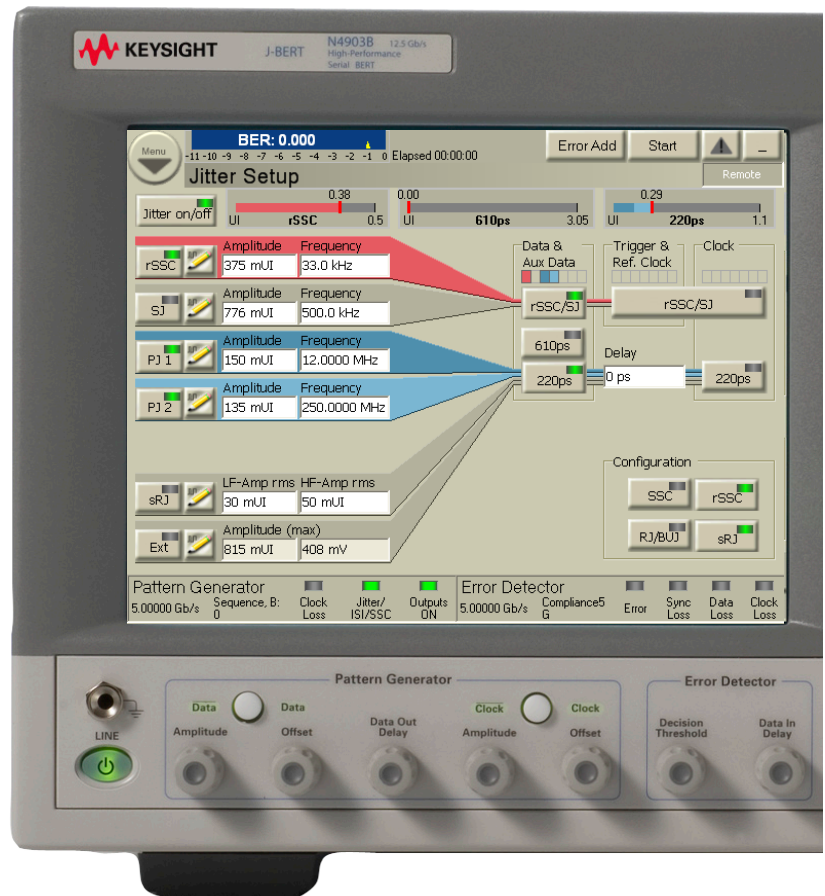 KEYSIGHT J-BERT N4903B 12.5 Gb/s
High-Performance
Serial BERT
Menu
BER: 0.000
-11 -10 -9 -8 -7 -6 -5 -4 -3 -2 -1 0 Elapsed 00:00:00
Error Add
Start
Jitter Setup
Remote
Jitter on/off
0.38
UI rSSC 0.5
0.00
UI 610ps 3.05
0.29
UI 220ps 1.1
rSSC
Amplitude Frequency
375 mUI 33.0 kHz
SJ
Amplitude Frequency
776 mUI 500.0 kHz
PJ 1
Amplitude Frequency
150 mUI 12.0000 MHz
PJ 2
Amplitude Frequency
135 mUI 250.0000 MHz
sRJ
LF-Amp rms HF-Amp rms
30 mUI 50 mUI
Ext
Amplitude (max)
815 mUI 408 mV
Data &
Aux Data
rSSC/SJ
610ps
220ps
Trigger &
Ref. Clock
Clock
rSSC/SJ
Delay
0 ps
220ps
Configuration
SSC rSSC
RJ/BUJ sRJ
Pattern Generator
5.00000 Gb/s
Sequence, B:
0
Clock
Loss
Jitter/
ISI/SSC
Outputs
ON
Error Detector
5.00000 Gb/s
Compliance5
G
Error
Sync
Loss
Data
Loss
Clock
Loss
LINE
Pattern Generator
Data Data
Amplitude Offset
Data Out
Delay
Clock Clock
Amplitude Offset
Error Detector
Decision
Threshold
Data In
Delay